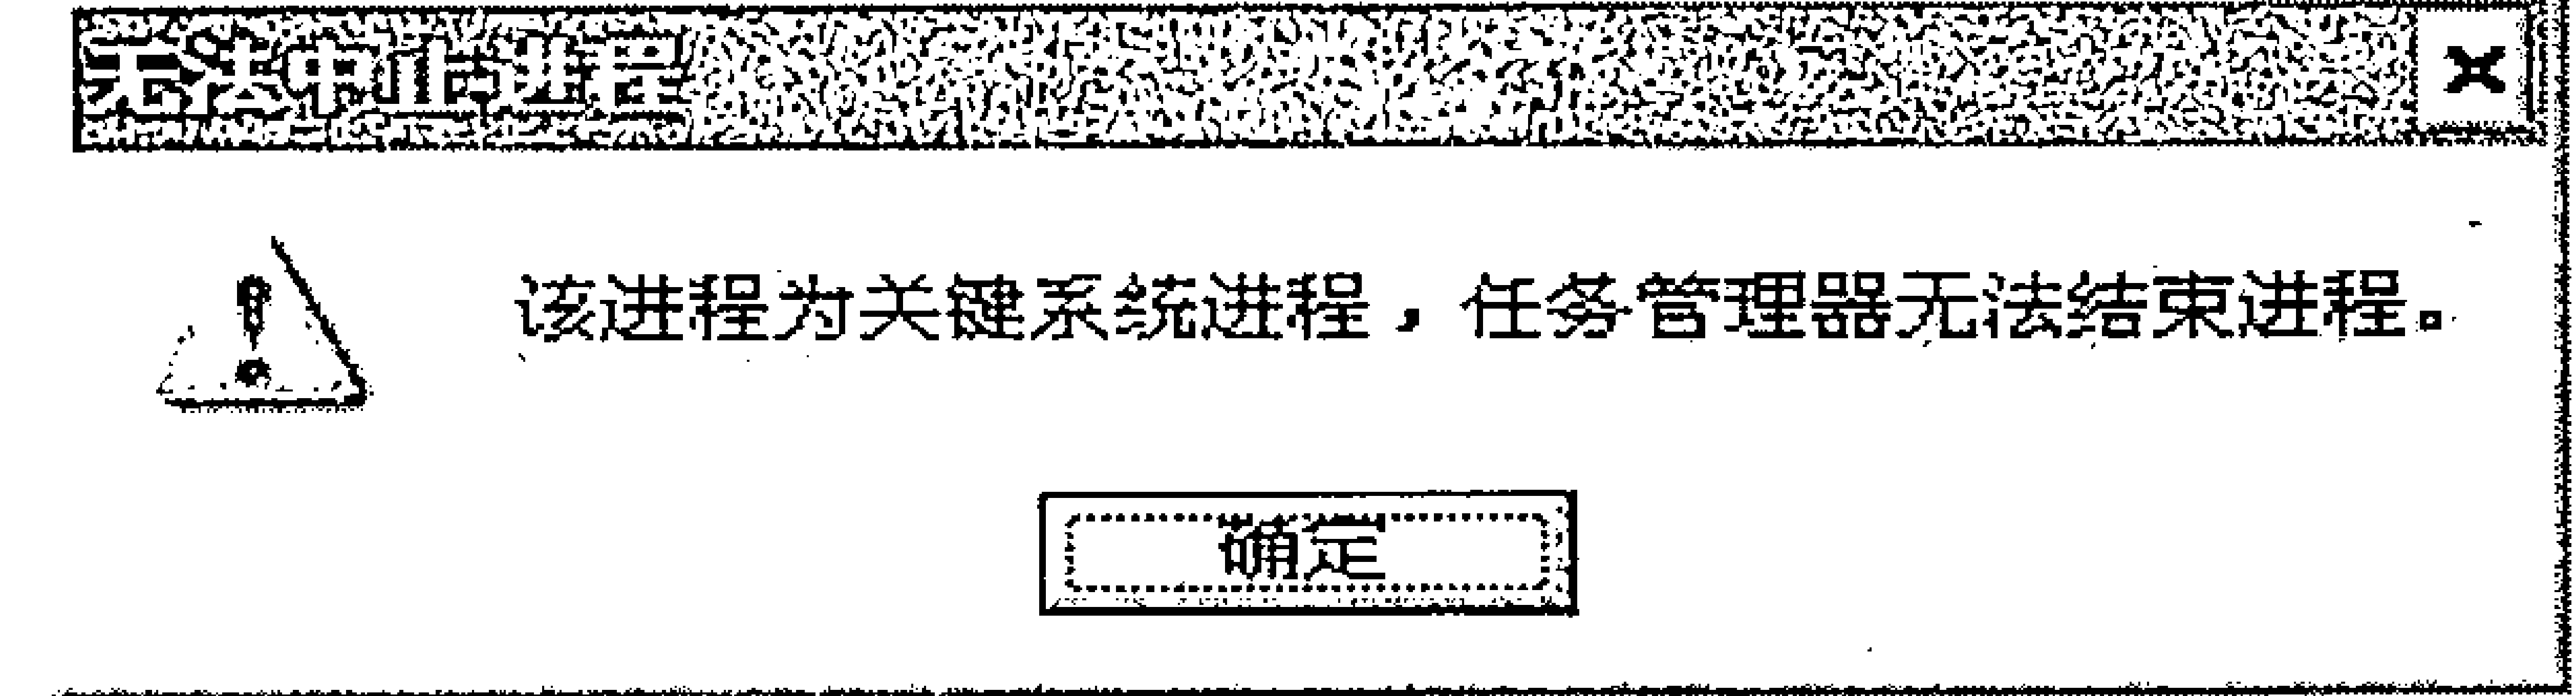 无法中止进程
该进程为关键系统进程，任务管理器无法结束进程。
确定